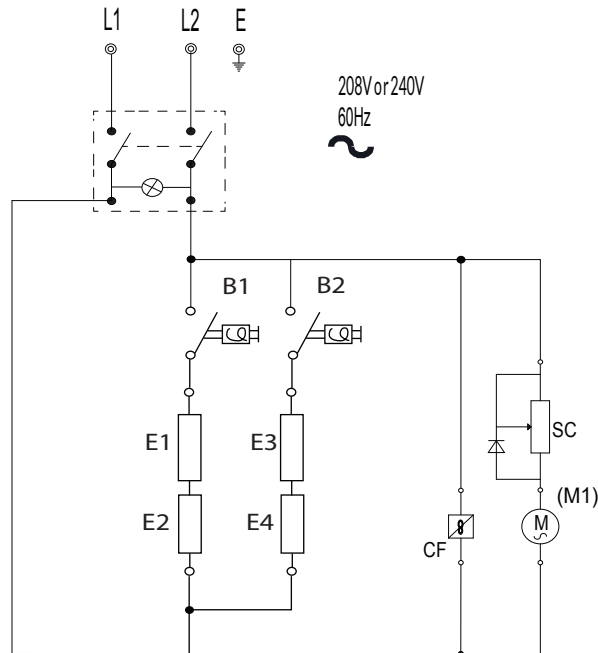 L1 L2 E
208V or 240V
60Hz
B1 B2
E1 E3
SC
(M1)
E2 E4
M
CF